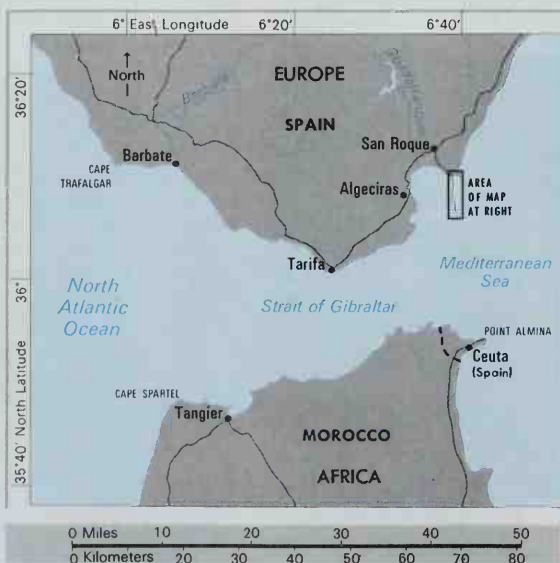 6° East Longitude
6°20'
6°40'
36°20'
36°
35°40' North Latitude
North
EUROPE
SPAIN
San Roque
Barbate
CAPE
TRAFALGAR
Algeciras
AREA
OF MAP
AT RIGHT
Tarifa
North
Atlantic
Ocean
Strait of Gibraltar
Mediterranean
Sea
POINT ALMINA
Ceuta
(Spain)
CAPE SPARTEL
Tangier
MOROCCO
AFRICA
0 Miles 10 20 30 40 50
0 Kilometers 20 30 40 50 60 70 80